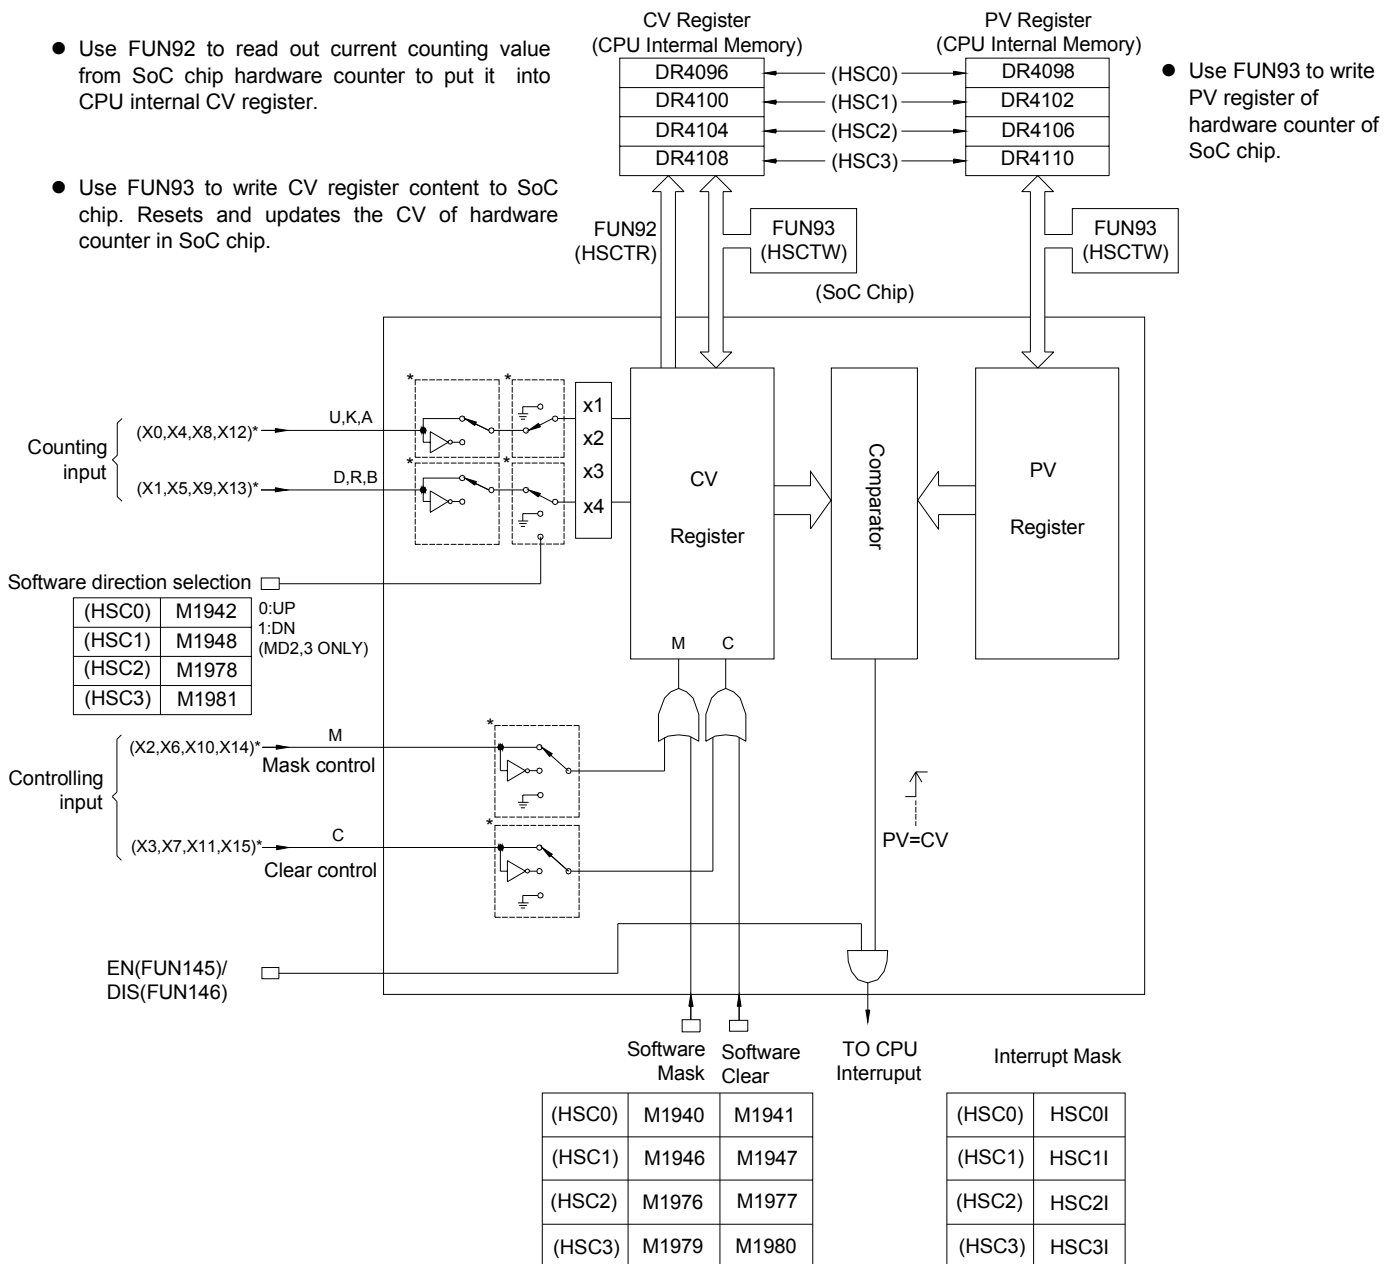 ● Use FUN92 to read out current counting value
from SoC chip hardware counter to put it into
CPU internal CV register.
● Use FUN93 to write CV register content to SoC
chip. Resets and updates the CV of hardware
counter in SoC chip.
CV Register
(CPU Intermal Memory)
DR4096
DR4100
DR4104
DR4108
(HSC0)
(HSC1)
(HSC2)
(HSC3)
PV Register
(CPU Internal Memory)
DR4098
DR4102
DR4106
DR4110
● Use FUN93 to write
PV register of
hardware counter of
SoC chip.
FUN92
(HSCTR)
FUN93
(HSCTW)
FUN93
(HSCTW)
(SoC Chip)
Counting
input
(X0,X4,X8,X12)*
U,K,A
(X1,X5,X9,X13)*
D,R,B
*
*
*
*
x1
x2
x3
x4
CV
Register
M
C
Comparator
PV
Register
Software direction selection
(HSC0) M1942
(HSC1) M1948
(HSC2) M1978
(HSC3) M1981
0:UP
1:DN
(MD2,3 ONLY)
Controlling
input
(X2,X6,X10,X14)*
M
Mask control
*
(X3,X7,X11,X15)*
C
Clear control
*
PV=CV
EN(FUN145)/
DIS(FUN146)
Software
Mask
Software
Clear
TO CPU
Interruput
Interrupt Mask
(HSC0) M1940 M1941
(HSC1) M1946 M1947
(HSC2) M1976 M1977
(HSC3) M1979 M1980
(HSC0) HSC0I
(HSC1) HSC1I
(HSC2) HSC2I
(HSC3) HSC3I